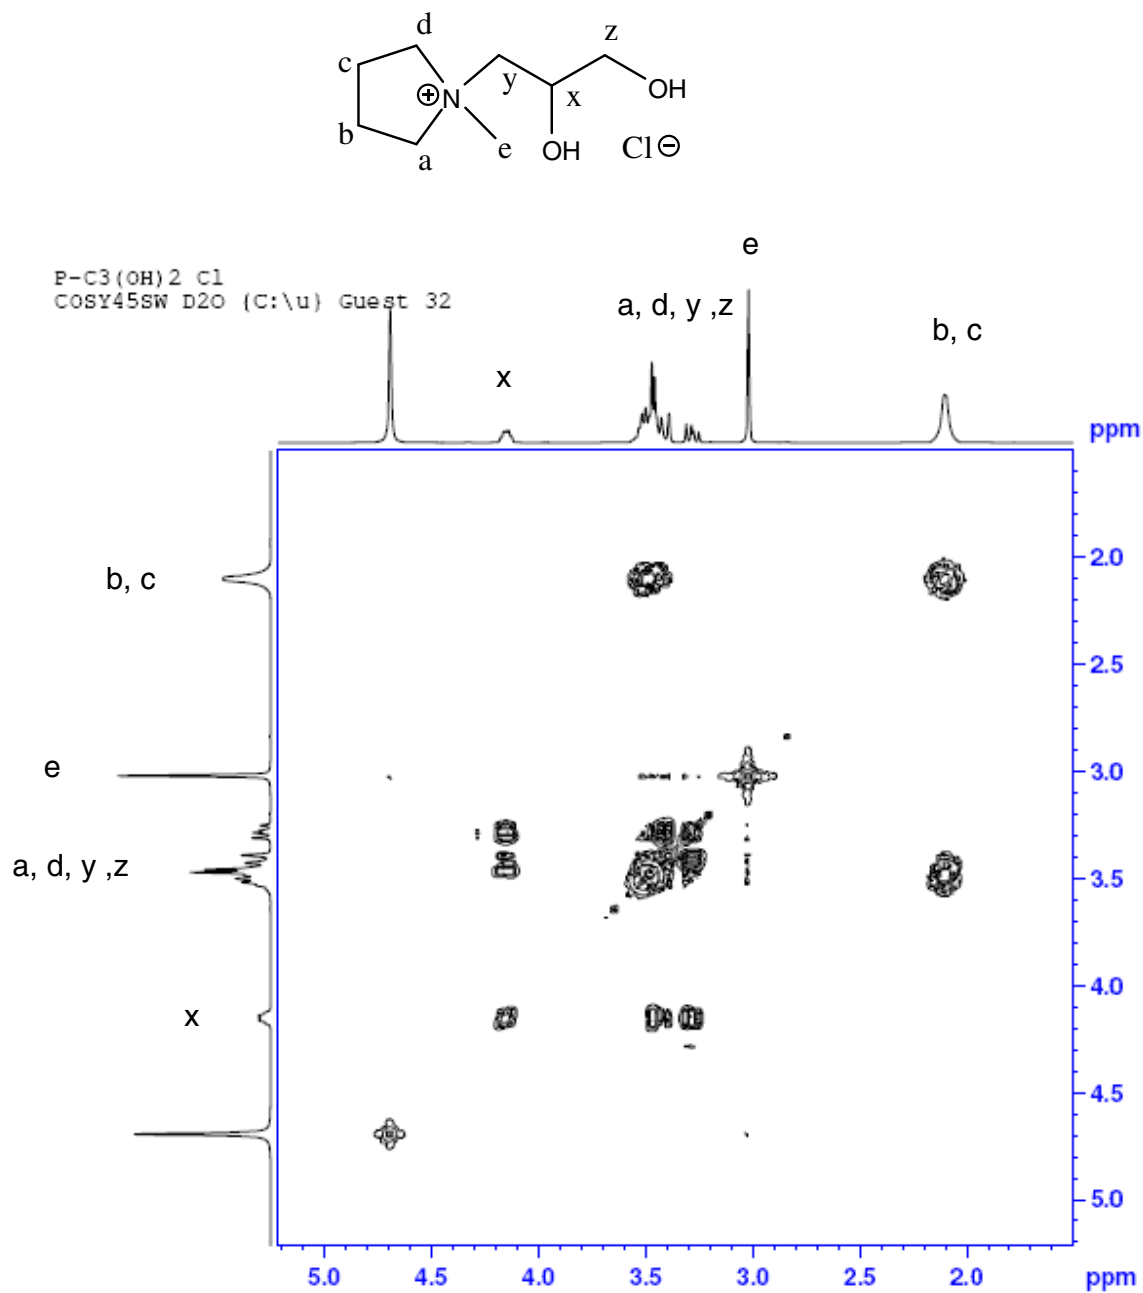 d
z
c
y
x
OH
⊕
N
b
a
e
OH
Cl⊖
e
P-C3(OH)2 Cl
COSY45SW D2O {C:\u} Guest 32
a, d, y ,z
b, c
x
ppm
b, c
2.0
2.5
e
3.0
a, d, y ,z
3.5
4.0
x
4.5
5.0
5.0 4.5 4.0 3.5 3.0 2.5 2.0 ppm